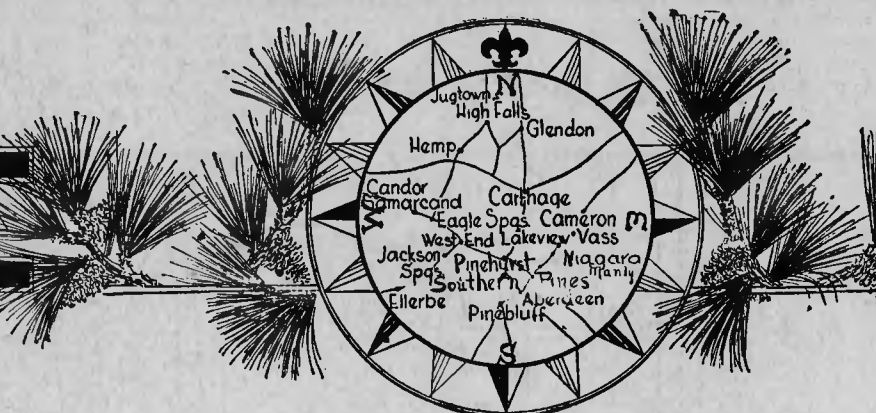 N
Jugtown
High Falls
Glendon
Hemp
Carthage
Candor
Samarcand
Eagle Spgs. Cameron
W
E
West End Lakeview Vass
Jackson Spgs.
Pinehurst
Niagara
Manly
Southern Pines
Ellerbe
Aberdeen
Pinebluff
S